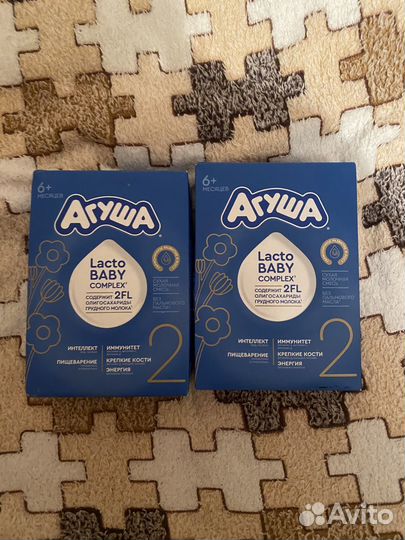 6+
МЕСЯЦЕВ
АГУША
Lacto
BABY
COMPLEX
СОДЕРЖИТ 2FL
ОЛИГОСАХАРИДЫ
ГРУДНОГО МОЛОКА
СУХАЯ
МОЛОЧНАЯ
СМЕСЬ
БЕЗ
ПАЛЬМОВОГО
МАСЛА
ИНТЕЛЛЕКТ
ИММУНИТЕТ
ПИЩЕВАРЕНИЕ
КРЕПКИЕ КОСТИ
ЭНЕРГИЯ
2
6+
МЕСЯЦЕВ
АГУША
Lacto
BABY
COMPLEX
СОДЕРЖИТ 2FL
ОЛИГОСАХАРИДЫ
ГРУДНОГО МОЛОКА
СУХАЯ
МОЛОЧНАЯ
СМЕСЬ
БЕЗ
ПАЛЬМОВОГО
МАСЛА
ИНТЕЛЛЕКТ
ИММУНИТЕТ
ПИЩЕВАРЕНИЕ
КРЕПКИЕ КОСТИ
ЭНЕРГИЯ
2
Avito